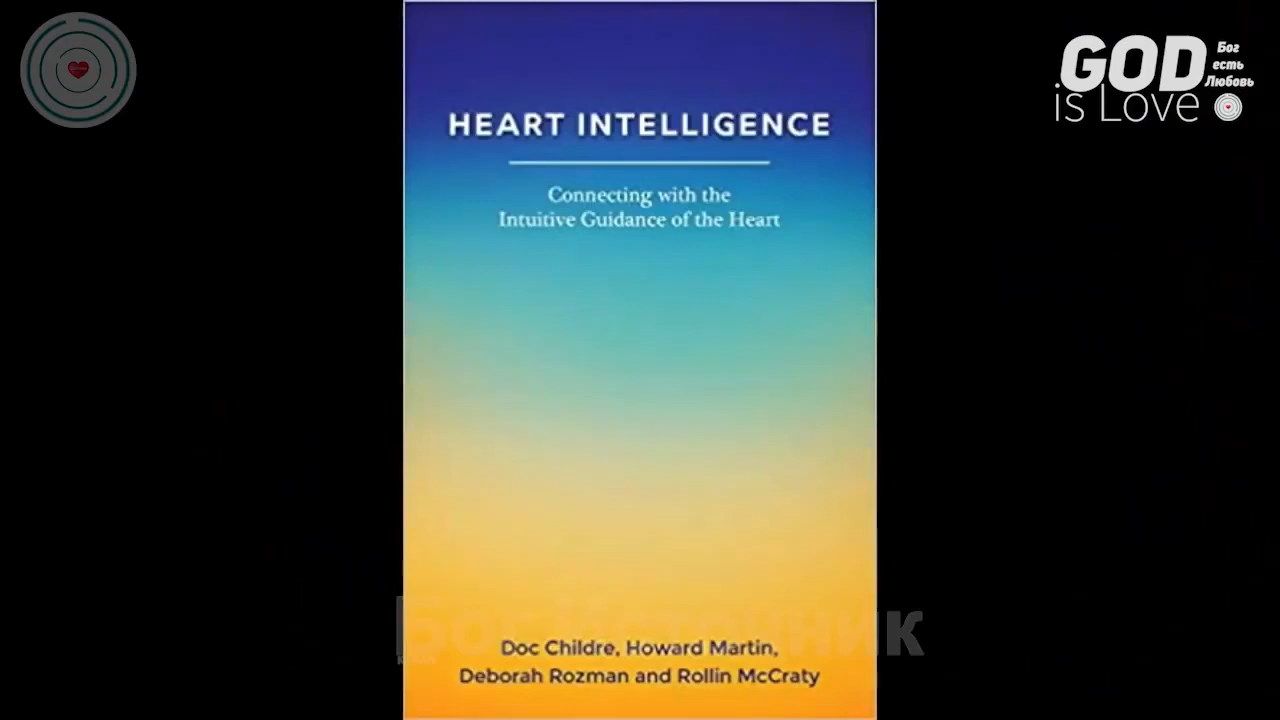 HEART INTELLIGENCE
Connecting with the
Intuitive Guidance of the Heart
Doc Childre, Howard Martin,
Deborah Rozman and Rollin McCraty
GOD
is Love
Бог
есть
Любовь